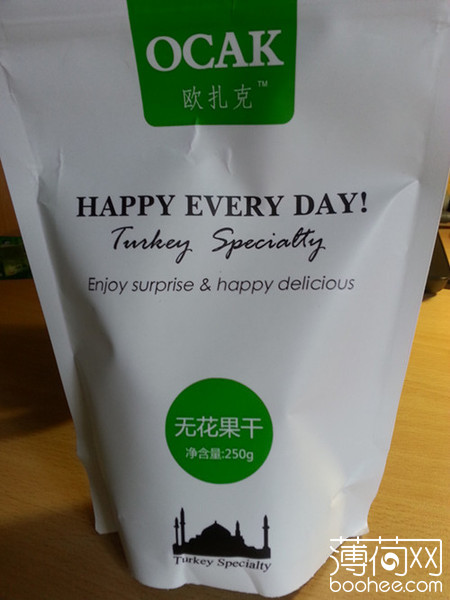 OCAK
欧扎克™
HAPPY EVERY DAY!
Turkey Specialty
Enjoy surprise & happy delicious
无花果干
净含量:250g
Turkey Specialty
薄荷网
boohee.com